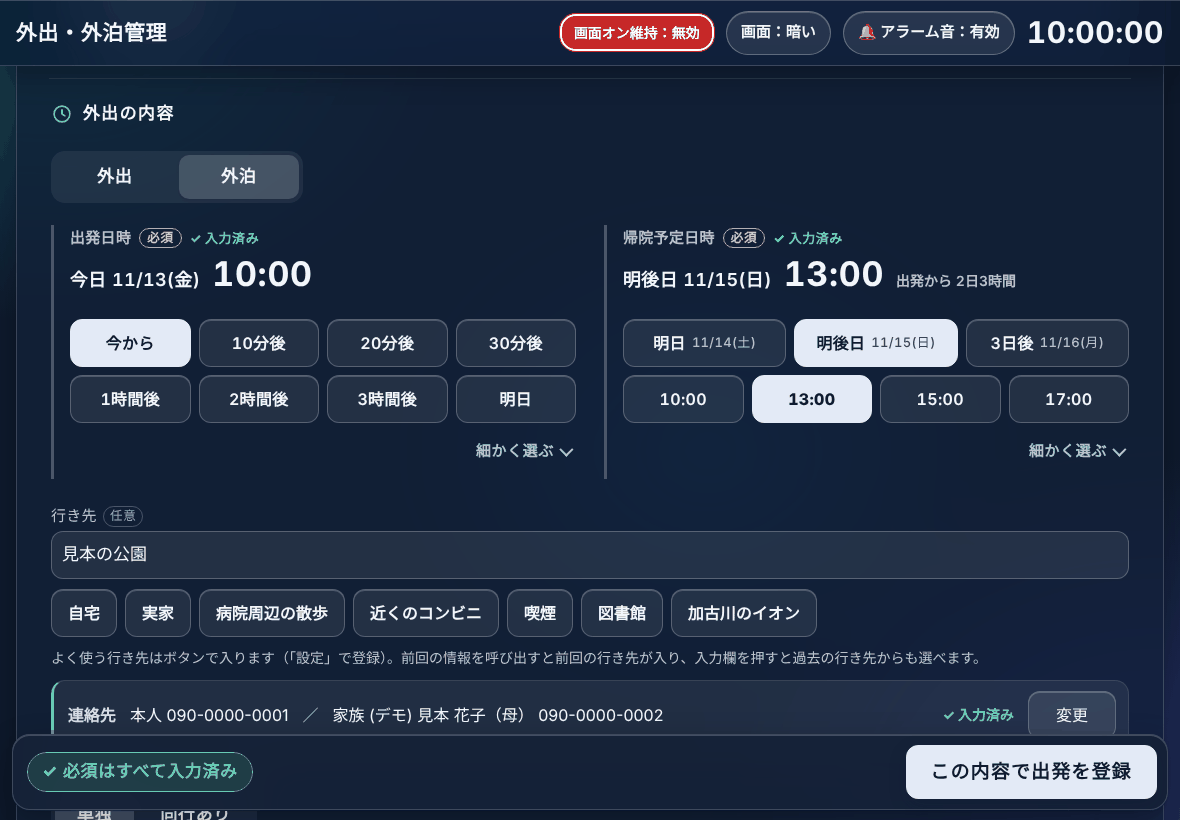 外出・外泊管理
画面オン維持：無効
画面：暗い
アラーム音：有効
10:00:00
外出の内容
外出
外泊
出発日時 必須 入力済み
今日 11/13(金) 10:00
今から
10分後
20分後
30分後
1時間後
2時間後
3時間後
明日
細かく選ぶ
帰院予定日時 必須 入力済み
明後日 11/15(日) 13:00 出発から 2日3時間
明日 11/14(土)
明後日 11/15(日)
3日後 11/16(月)
10:00
13:00
15:00
17:00
細かく選ぶ
行き先 任意
見本の公園
自宅
実家
病院周辺の散歩
近くのコンビニ
喫煙
図書館
加古川のイオン
よく使う行き先はボタンで入ります（「設定」で登録）。前回の情報を呼び出すと前回の行き先が入り、入力欄を押すと過去の行き先からも選べます。
連絡先 本人 090-0000-0001 ／ 家族 (デモ) 見本 花子（母） 090-0000-0002
入力済み
変更
必須はすべて入力済み
この内容で出発を登録
単独
同行あり